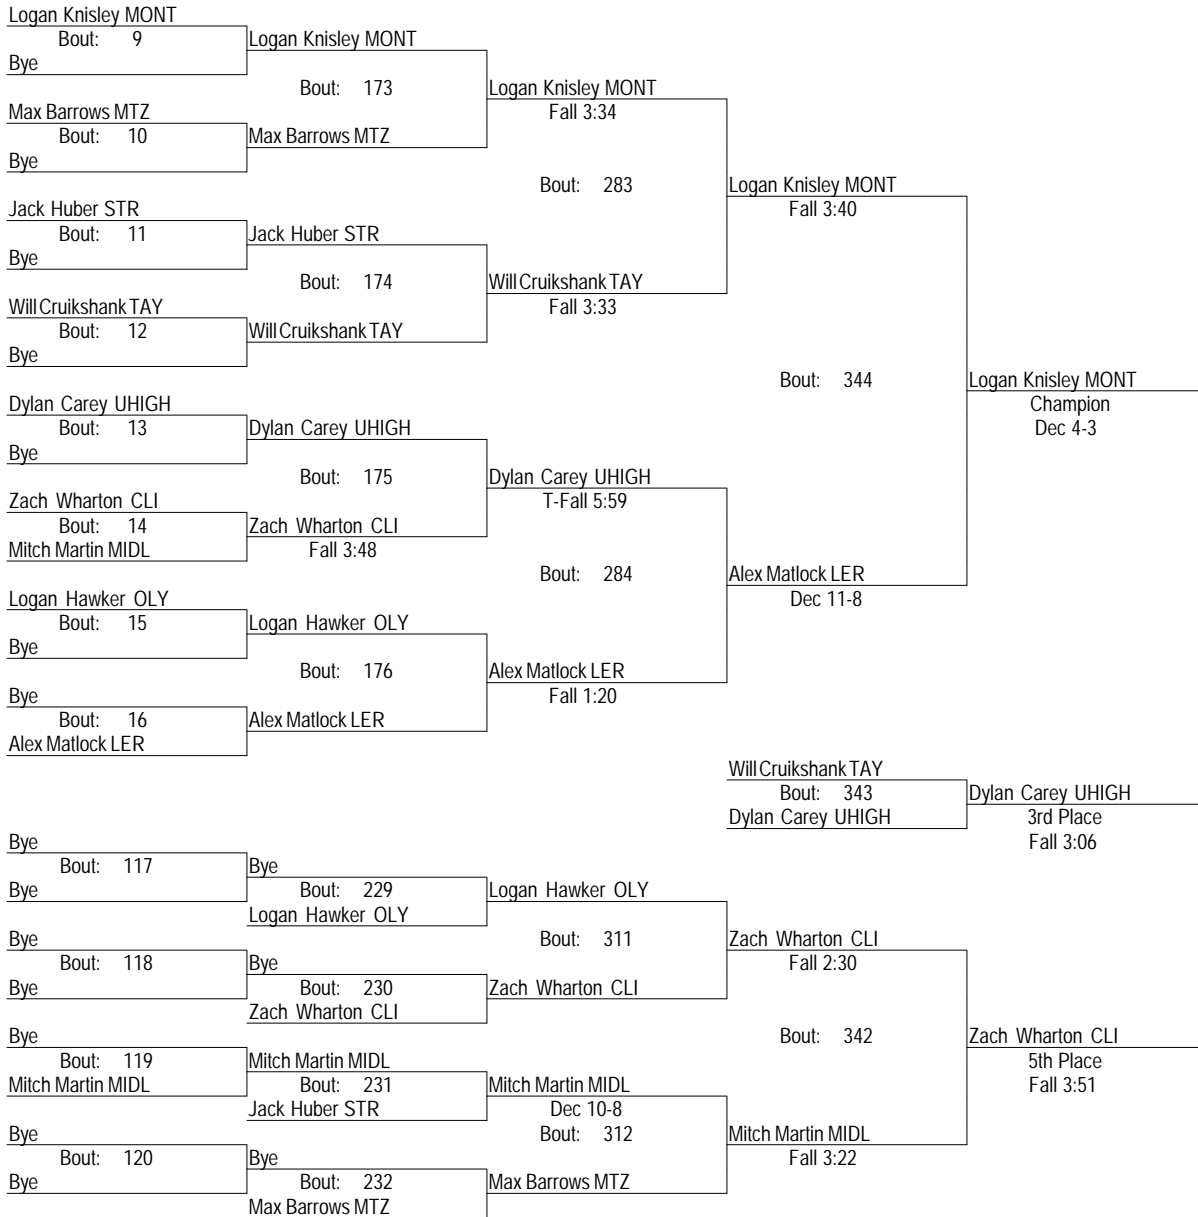 Logan Knisley MONT
Bout: 9
Logan Knisley MONT
Bye
Bout: 173
Logan Knisley MONT
Max Barrows MTZ
Fall 3:34
Bout: 10
Max Barrows MTZ
Bye
Bout: 283
Logan Knisley MONT
Jack Huber STR
Fall 3:40
Bout: 11
Jack Huber STR
Bye
Bout: 174
Will Cruikshank TAY
Will Cruikshank TAY
Fall 3:33
Bout: 12
Will Cruikshank TAY
Bye
Bout: 344
Logan Knisley MONT
Dylan Carey UHIGH
Champion
Bout: 13
Dylan Carey UHIGH
Dec 4-3
Bye
Bout: 175
Dylan Carey UHIGH
Zach Wharton CLI
T-Fall 5:59
Bout: 14
Zach Wharton CLI
Mitch Martin MIDL
Fall 3:48
Bout: 284
Alex Matlock LER
Logan Hawker OLY
Dec 11-8
Bout: 15
Logan Hawker OLY
Bye
Bout: 176
Alex Matlock LER
Bye
Fall 1:20
Bout: 16
Alex Matlock LER
Alex Matlock LER
Will Cruikshank TAY
Bout: 343
Dylan Carey UHIGH
Dylan Carey UHIGH
3rd Place
Fall 3:06
Bye
Bout: 117
Bye
Bye
Bout: 229
Logan Hawker OLY
Logan Hawker OLY
Bye
Bout: 311
Zach Wharton CLI
Bout: 118
Bye
Fall 2:30
Bye
Bout: 230
Zach Wharton CLI
Zach Wharton CLI
Bye
Bout: 342
Zach Wharton CLI
Bout: 119
Mitch Martin MIDL
5th Place
Mitch Martin MIDL
Bout: 231
Mitch Martin MIDL
Fall 3:51
Jack Huber STR
Dec 10-8
Bye
Bout: 312
Mitch Martin MIDL
Bout: 120
Bye
Fall 3:22
Bye
Bout: 232
Max Barrows MTZ
Max Barrows MTZ